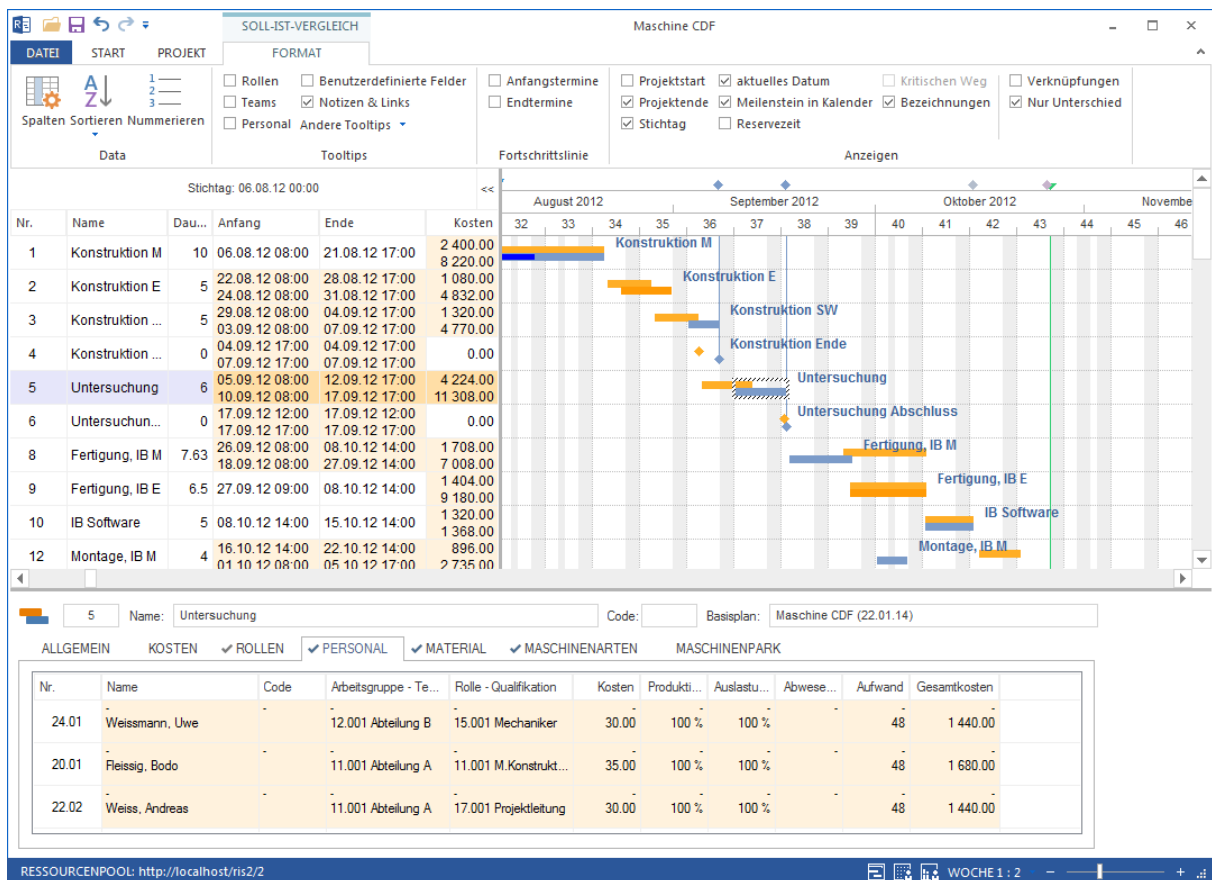 SOLL-IST-VERGLEICH Maschine CDF
DATEI START PROJEKT FORMAT
Rollen Benutzerdefinierte Felder Anfangstermine Projektstart aktuelles Datum Kritischen Weg Verknüpfungen
Teams Notizen & Links Endtermine Projektende Meilenstein in Kalender Bezeichnungen Nur Unterschied
Spalten Sortieren Nummerieren Personal Andere Tooltips Stichtag Reservezeit
Data Tooltips Fortschrittslinie Anzeigen
Stichtag: 06.08.12 00:00 <<
August 2012 September 2012 Oktober 2012 Novembe
Nr. Name Dau... Anfang Ende Kosten 32 33 34 35 36 37 38 39 40 41 42 43 44 45 46
1 Konstruktion M 10 06.08.12 08:00 21.08.12 17:00 2 400.00 Konstruktion M
8 220.00
22.08.12 08:00 28.08.12 17:00 1 080.00
2 Konstruktion E 5 Konstruktion E
24.08.12 08:00 31.08.12 17:00 4 832.00
29.08.12 08:00 04.09.12 17:00 1 320.00
3 Konstruktion ... 5 Konstruktion SW
03.09.12 08:00 07.09.12 17:00 4 770.00
04.09.12 17:00 04.09.12 17:00
4 Konstruktion ... 0 0.00 Konstruktion Ende
07.09.12 17:00 07.09.12 17:00
05.09.12 08:00 12.09.12 17:00 4 224.00
5 Untersuchung 6 Untersuchung
10.09.12 08:00 17.09.12 17:00 11 308.00
17.09.12 12:00 17.09.12 12:00
6 Untersuchun... 0 0.00 Untersuchung Abschluss
17.09.12 17:00 17.09.12 17:00
26.09.12 08:00 08.10.12 14:00 1 708.00
8 Fertigung, IB M 7.63 Fertigung, IB M
18.09.12 08:00 27.09.12 14:00 7 008.00
1 404.00
9 Fertigung, IB E 6.5 27.09.12 09:00 08.10.12 14:00 Fertigung, IB E
9 180.00
1 320.00
10 IB Software 5 08.10.12 14:00 15.10.12 14:00 IB Software
1 368.00
16.10.12 14:00 22.10.12 14:00 896.00
12 Montage, IB M 4 Montage, IB M
01.10.12 08:00 05.10.12 17:00 2 735.00
5 Name: Untersuchung Code: Basisplan: Maschine CDF (22.01.14)
ALLGEMEIN KOSTEN ROLLEN PERSONAL MATERIAL MASCHINENARTEN MASCHINENPARK
Nr. Name Code Arbeitsgruppe - Te... Rolle - Qualifikation Kosten Produkti... Auslastu... Abwese... Aufwand Gesamtkosten
- - - - - - - - - -
24.01 Weissmann, Uwe 12.001 Abteilung B 15.001 Mechaniker 30.00 100 % 100 % 48 1 440.00
- - - - - - - - - -
20.01 Fleissig, Bodo 11.001 Abteilung A 11.001 M.Konstrukt... 35.00 100 % 100 % 48 1 680.00
- - - - - - - - - -
22.02 Weiss, Andreas 11.001 Abteilung A 17.001 Projektleitung 30.00 100 % 100 % 48 1 440.00
RESSOURCENPOOL: http://localhost/ris2/2 WOCHE 1 : 2 - +